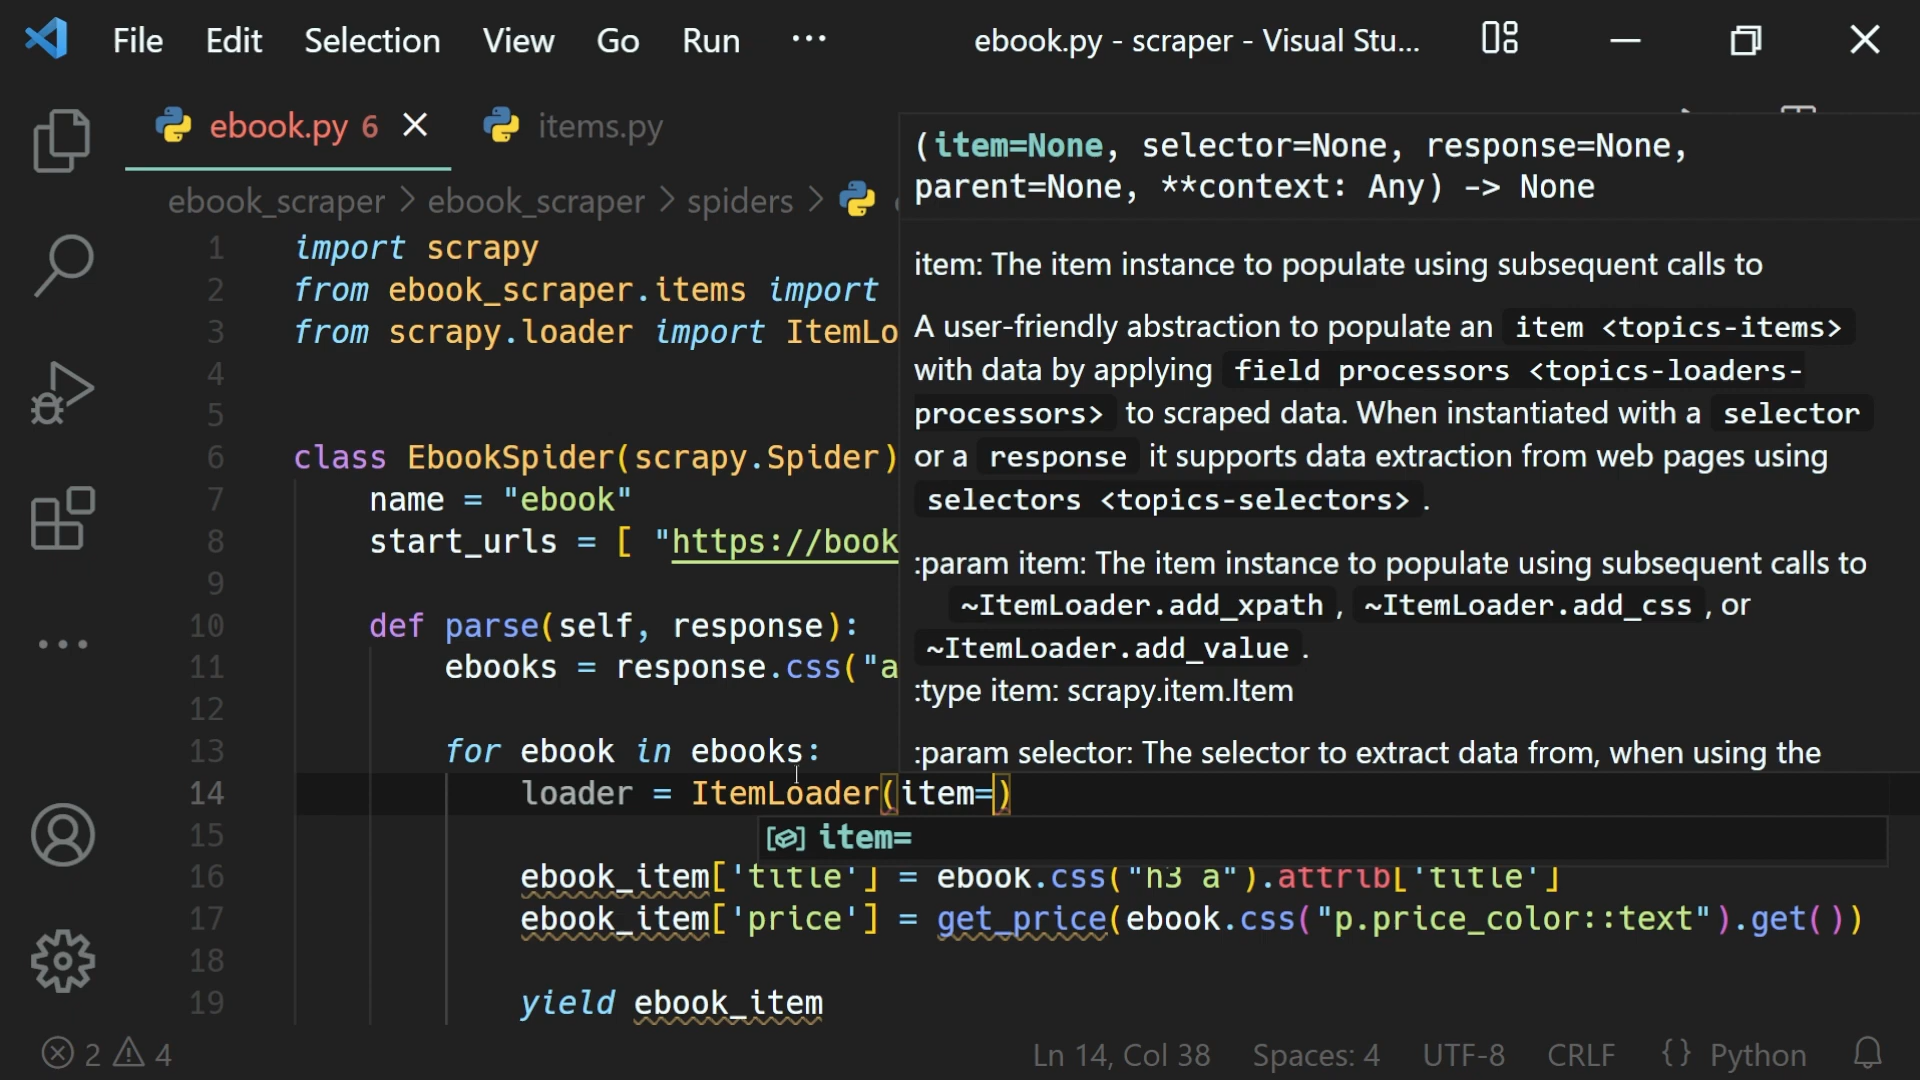 File Edit Selection View Go Run ··· ebook.py - scraper - Visual Stu...
ebook.py 6 items.py
ebook_scraper > ebook_scraper > spiders >
(item=None, selector=None, response=None,
parent=None, **context: Any) -> None
item: The item instance to populate using subsequent calls to
A user-friendly abstraction to populate an item <topics-items>
with data by applying field processors <topics-loaders-
processors> to scraped data. When instantiated with a selector
or a response it supports data extraction from web pages using
selectors <topics-selectors>.
:param item: The item instance to populate using subsequent calls to
~ItemLoader.add_xpath, ~ItemLoader.add_css, or
~ItemLoader.add_value.
:type item: scrapy.item.Item
:param selector: The selector to extract data from, when using the
1 import scrapy
2 from ebook_scraper.items import
3 from scrapy.loader import ItemLo
4
5
6 class EbookSpider(scrapy.Spider)
7 name = "ebook"
8 start_urls = [ "https://book
9
10 def parse(self, response):
11 ebooks = response.css("a
12
13 for ebook in ebooks:
14 loader = ItemLoader(item=)
item=
15
16 ebook_item['title'] = ebook.css("h3 a").attrib['title']
17 ebook_item['price'] = get_price(ebook.css("p.price_color::text").get())
18
19 yield ebook_item
2 4 Ln 14, Col 38 Spaces: 4 UTF-8 CRLF {} Python